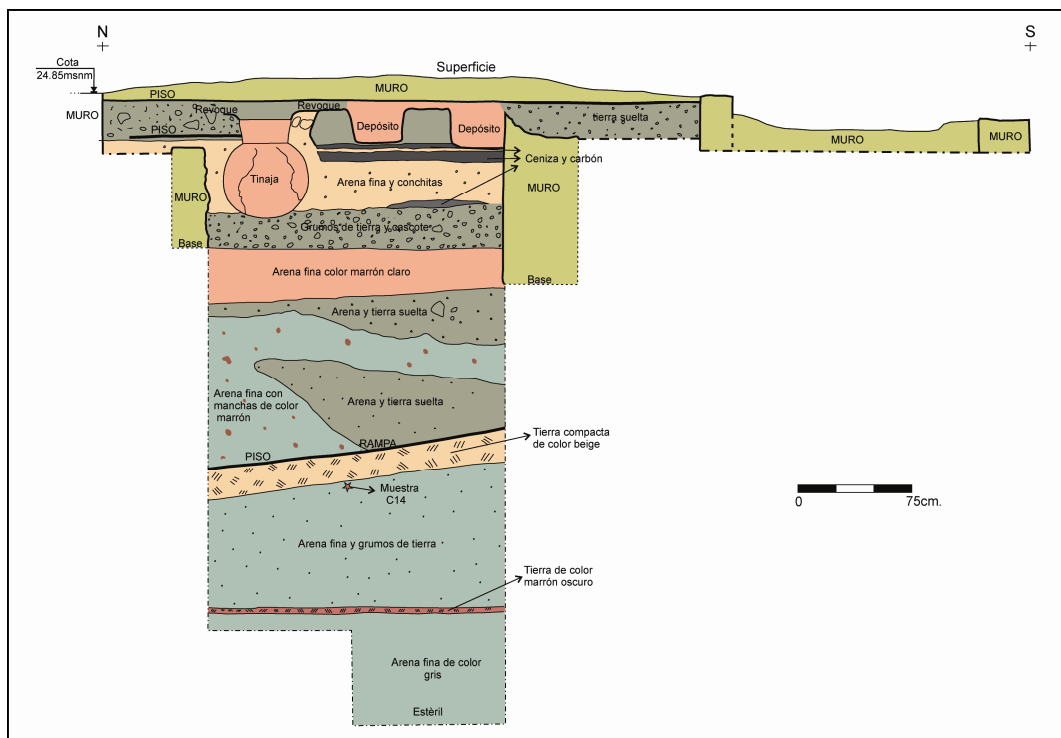 N
S
Cota
24.85msnm
Superficie
MURO
PISO
MURO
Revoque
Revoque
PISO
Depósito
Depósito
tierra suelta
MURO
MURO
Ceniza y carbón
Tinaja
Arena fina y conchitas
MURO
MURO
Grumos de tierra y cascote
Base
Arena fina color marrón claro
Base
Arena y tierra suelta
Arena fina con
manchas de color
marrón
Arena y tierra suelta
Tierra compacta
de color beige
RAMPA
PISO
Muestra
C14
0
75cm.
Arena fina y grumos de tierra
Tierra de color
marrón oscuro
Arena fina de color
gris
Estèril